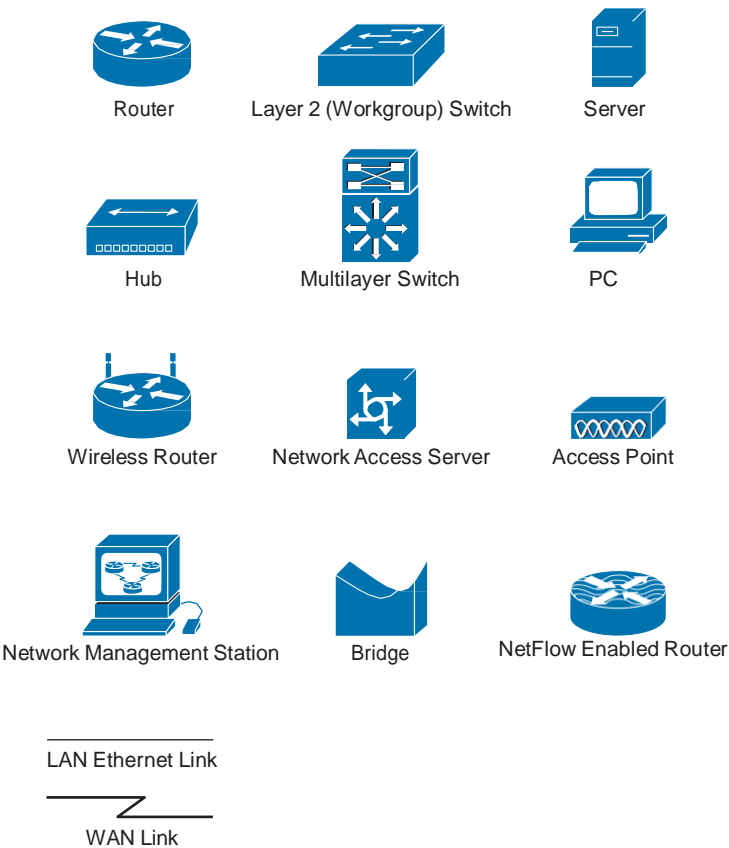 Router
Layer 2 (Workgroup) Switch
Server
Hub
Multilayer Switch
PC
Wireless Router
Network Access Server
Access Point
Network Management Station
Bridge
NetFlow Enabled Router
LAN Ethernet Link
WAN Link